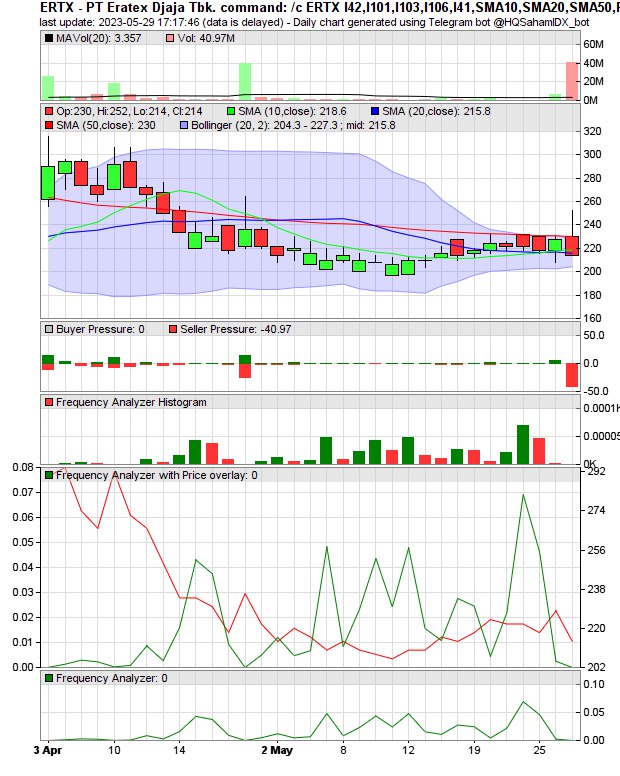 ERTX - PT Eratex Djaja Tbk. command: /c ERTX I42,I101,I103,I106,I41,SMA10,SMA20,SMA50,
last update: 2023-05-29 17:17:46 (data is delayed) - Daily chart generated using Telegram bot @HQSahamIDX_bot
MAVol(20): 3.357 Vol: 40.97M
60M
40M
20M
0M
Op:230, Hi:252, Lo:214, Cl:214 SMA (10,close): 218.6 SMA (20,close): 215.8
SMA (50,close): 230 Bollinger (20, 2): 204.3 - 227.3 ; mid: 215.8
320
300
280
260
240
220
200
180
160
Buyer Pressure: 0 Seller Pressure: -40.97
50.0
0.0
-50.0
Frequency Analyzer Histogram
0.0001K
0.00005
0K
Frequency Analyzer with Price overlay: 0
0.08 292
0.07 274
0.06
0.05 256
0.04 238
0.03
0.02 220
0.01
0.00 202
Frequency Analyzer: 0
0.10
0.05
0.00
3 Apr 10 14 2 May 8 12 19 25